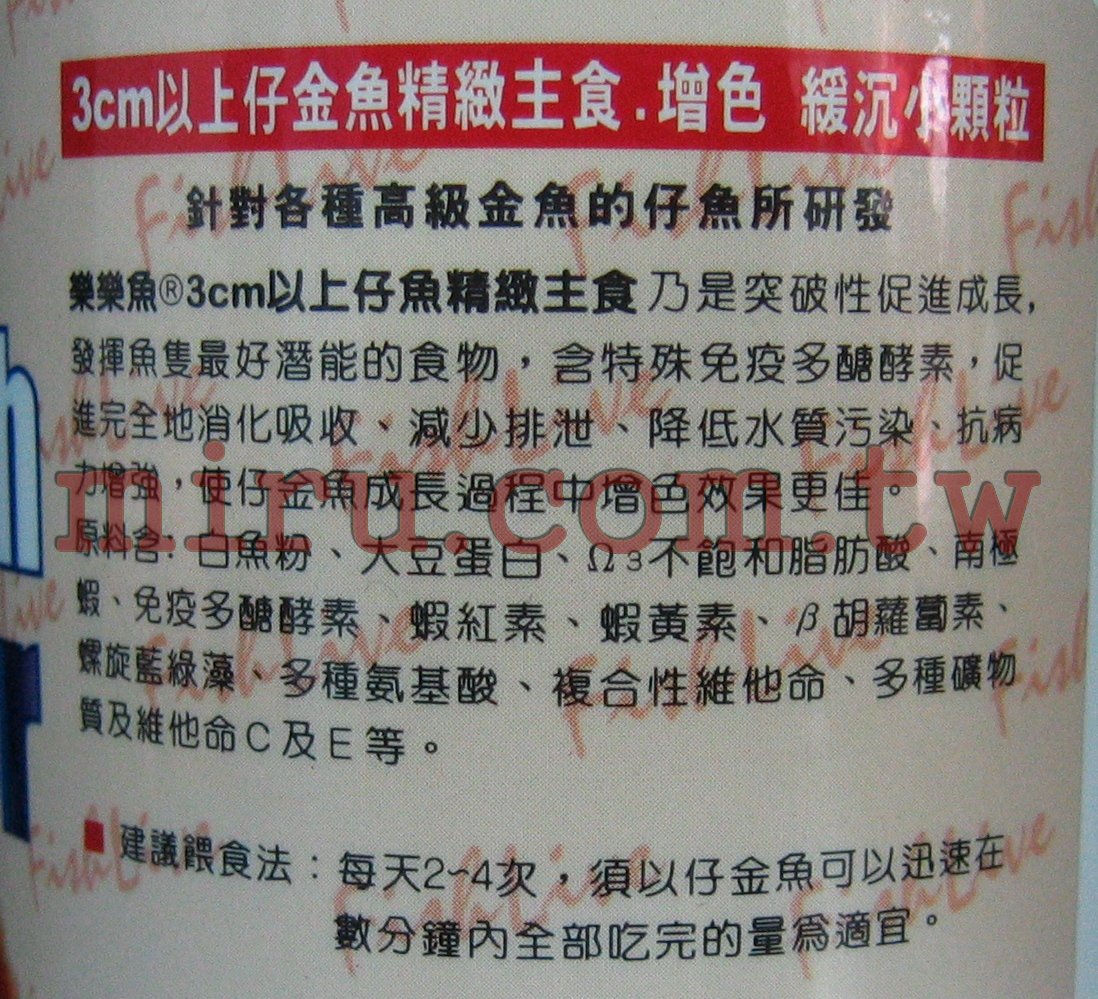 3cm以上仔金魚精緻主食.增色 緩沉小顆粒
針對各種高級金魚的仔魚所研發
樂樂魚®3cm以上仔魚精緻主食乃是突破性促進成長,
發揮魚隻最好潛能的食物，含特殊免疫多醣酵素，促
進完全地消化吸收、減少排泄、降低水質污染、抗病
力增強，使仔金魚成長過程中增色效果更佳。
原料含:白魚粉、大豆蛋白、Ω3不飽和脂肪酸、南極
蝦、免疫多醣酵素、蝦紅素、蝦黃素、β胡蘿蔔素、
螺旋藍綠藻、多種氨基酸、複合性維他命、多種礦物
質及維他命C及E等。
■建議餵食法：每天2~4次，須以仔金魚可以迅速在
數分鐘內全部吃完的量為適宜。
miru.com.tw
Fish Live